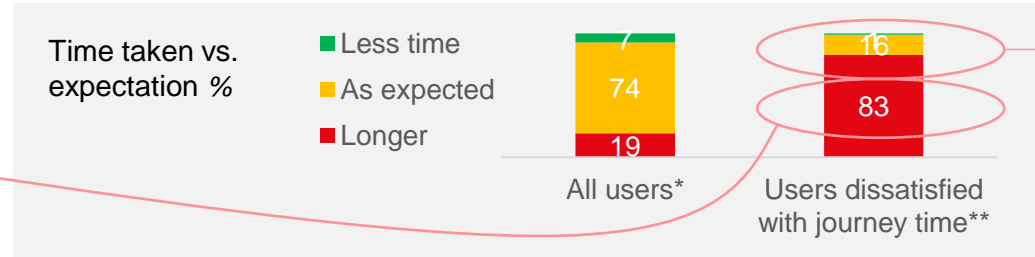 Time taken vs.
expectation %
Less time
As expected
Longer
7
74
19
1
16
83
All users*
Users dissatisfied
with journey time**